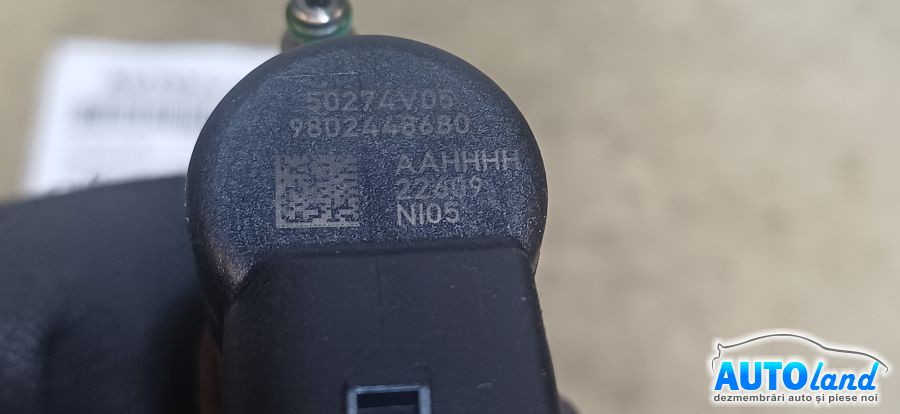 50274V05
9802448680
AAHHHH
22609
NI05
AUTOland
dezmembrări auto și piese noi